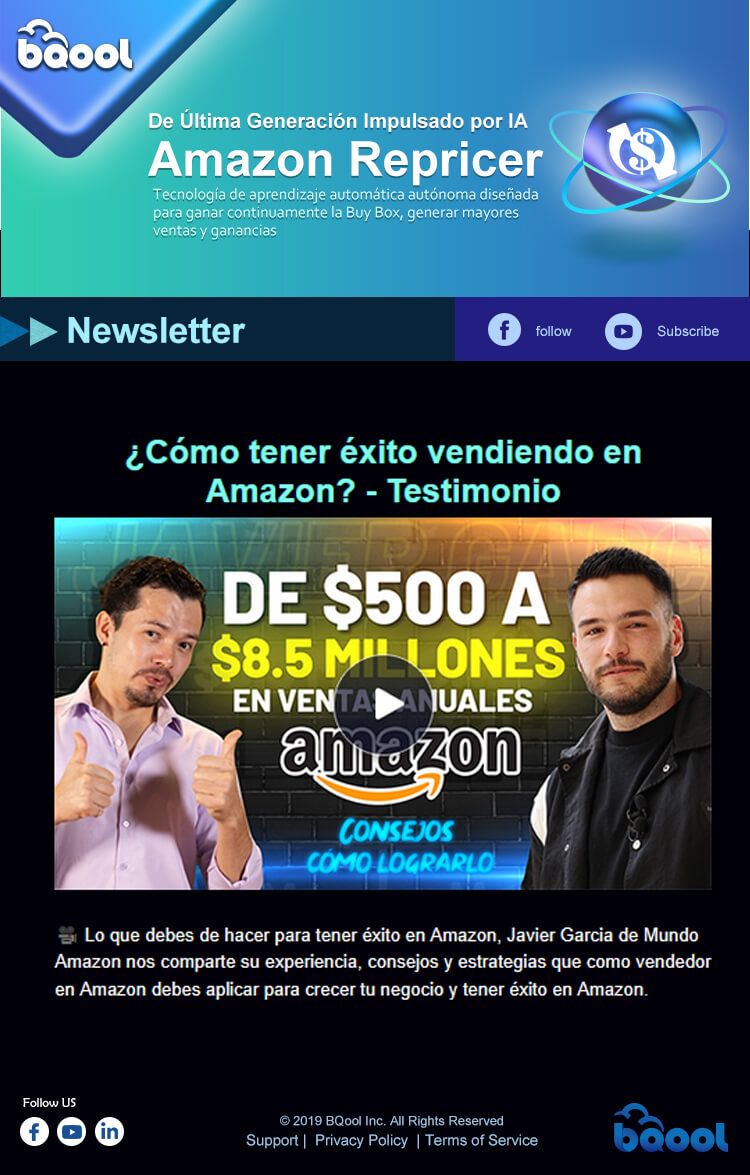 bqool
De Última Generación Impulsado por IA
Amazon Repricer
Tecnología de aprendizaje automática autónoma diseñada
para ganar continuamente la Buy Box, generar mayores
ventas y ganancias
$
Newsletter
follow
Subscribe
¿Cómo tener éxito vendiendo en
Amazon? - Testimonio
JAVIER GARC
DE $500 A
$8.5 MILLONES
EN VENTAS ANUALES
amazon
CONSEJOS
CÓMO LOGRARLO
Lo que debes de hacer para tener éxito en Amazon, Javier Garcia de Mundo
Amazon nos comparte su experiencia, consejos y estrategias que como vendedor
en Amazon debes aplicar para crecer tu negocio y tener éxito en Amazon.
Follow US
© 2019 BQool Inc. All Rights Reserved
Support | Privacy Policy | Terms of Service
bqool